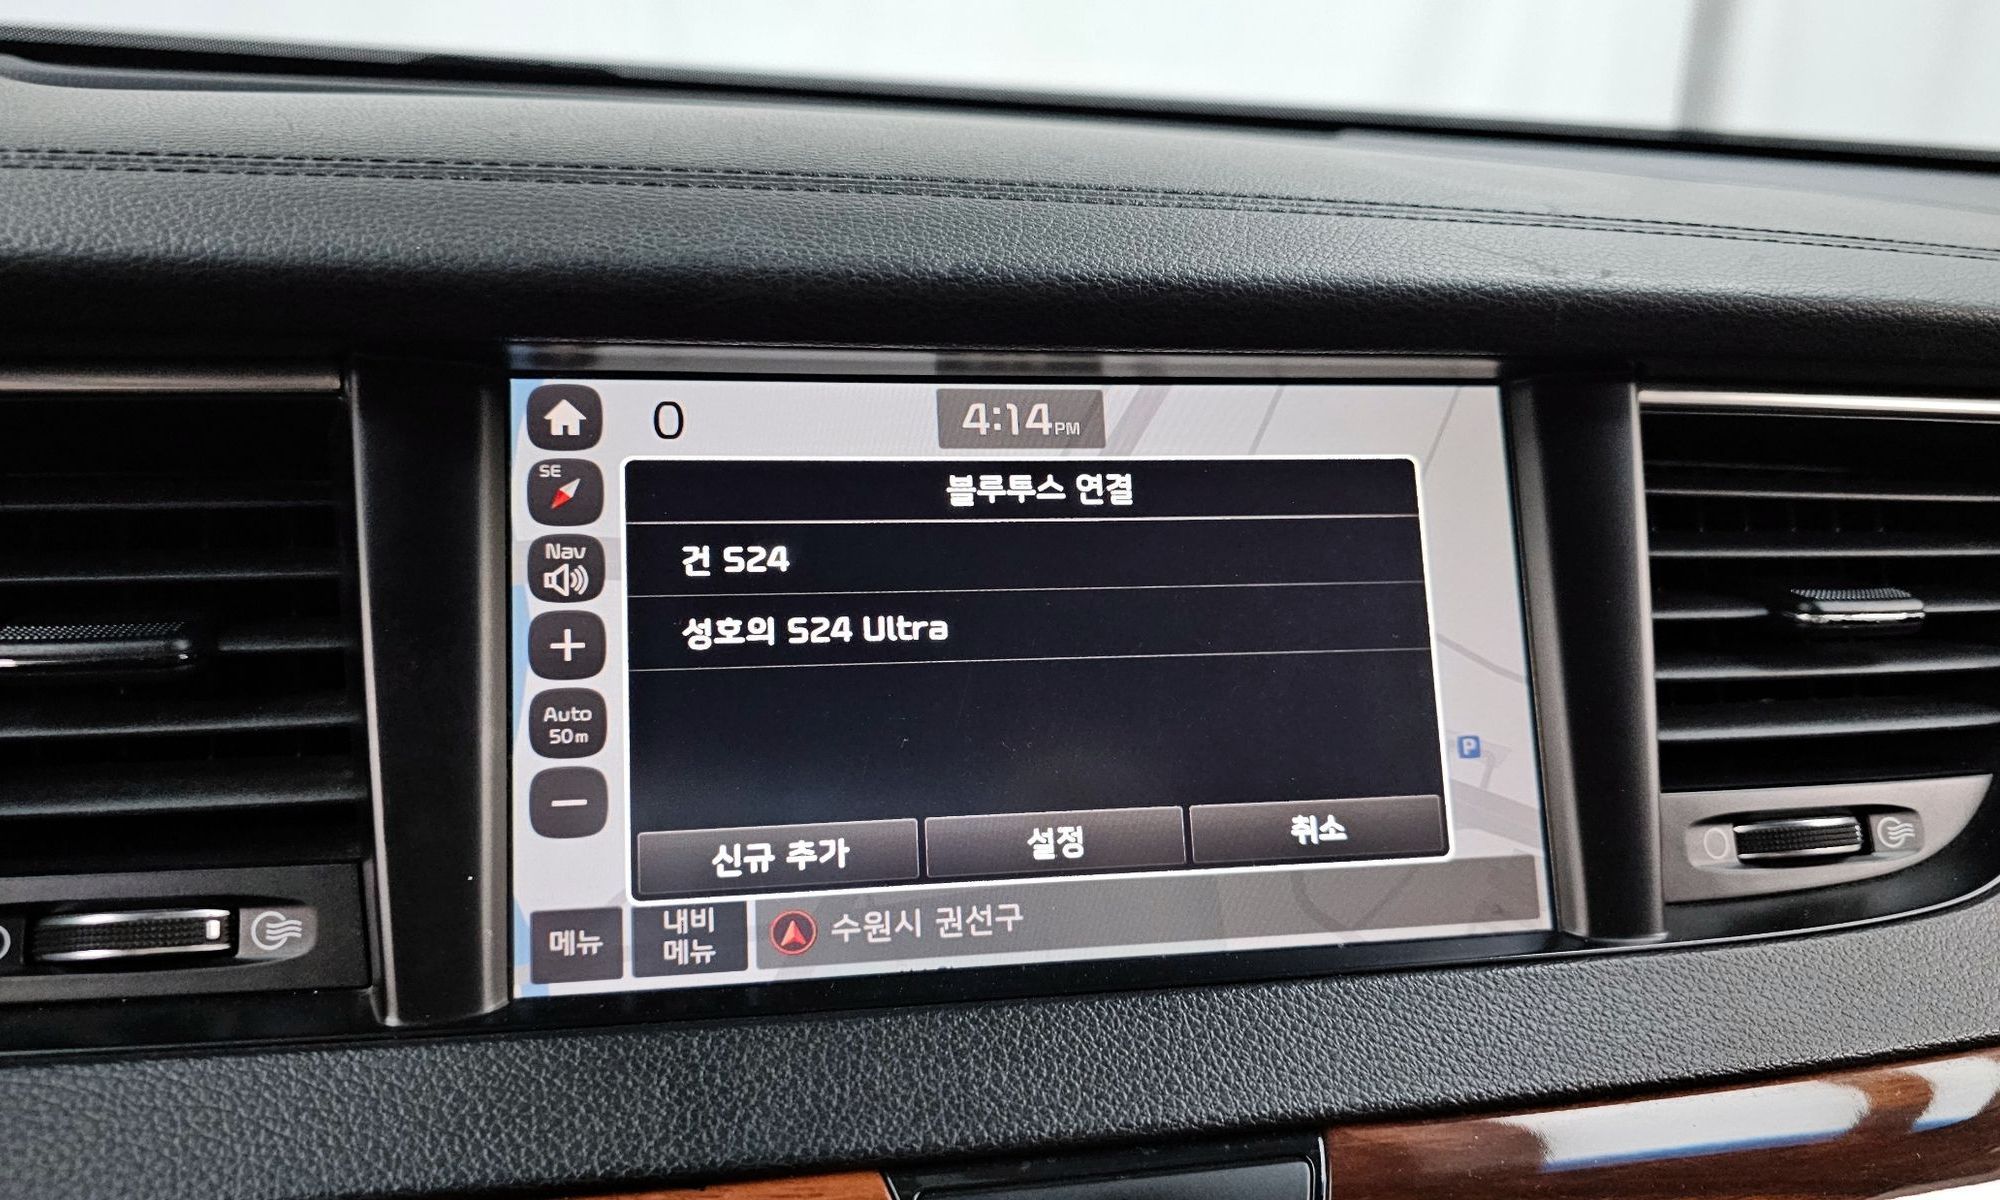 0
4:14 PM
SE
블루투스 연결
Nav
건 S24
성호의 S24 Ultra
Auto
50m
P
신규 추가
설정
취소
메뉴
내비
메뉴
수원시 권선구